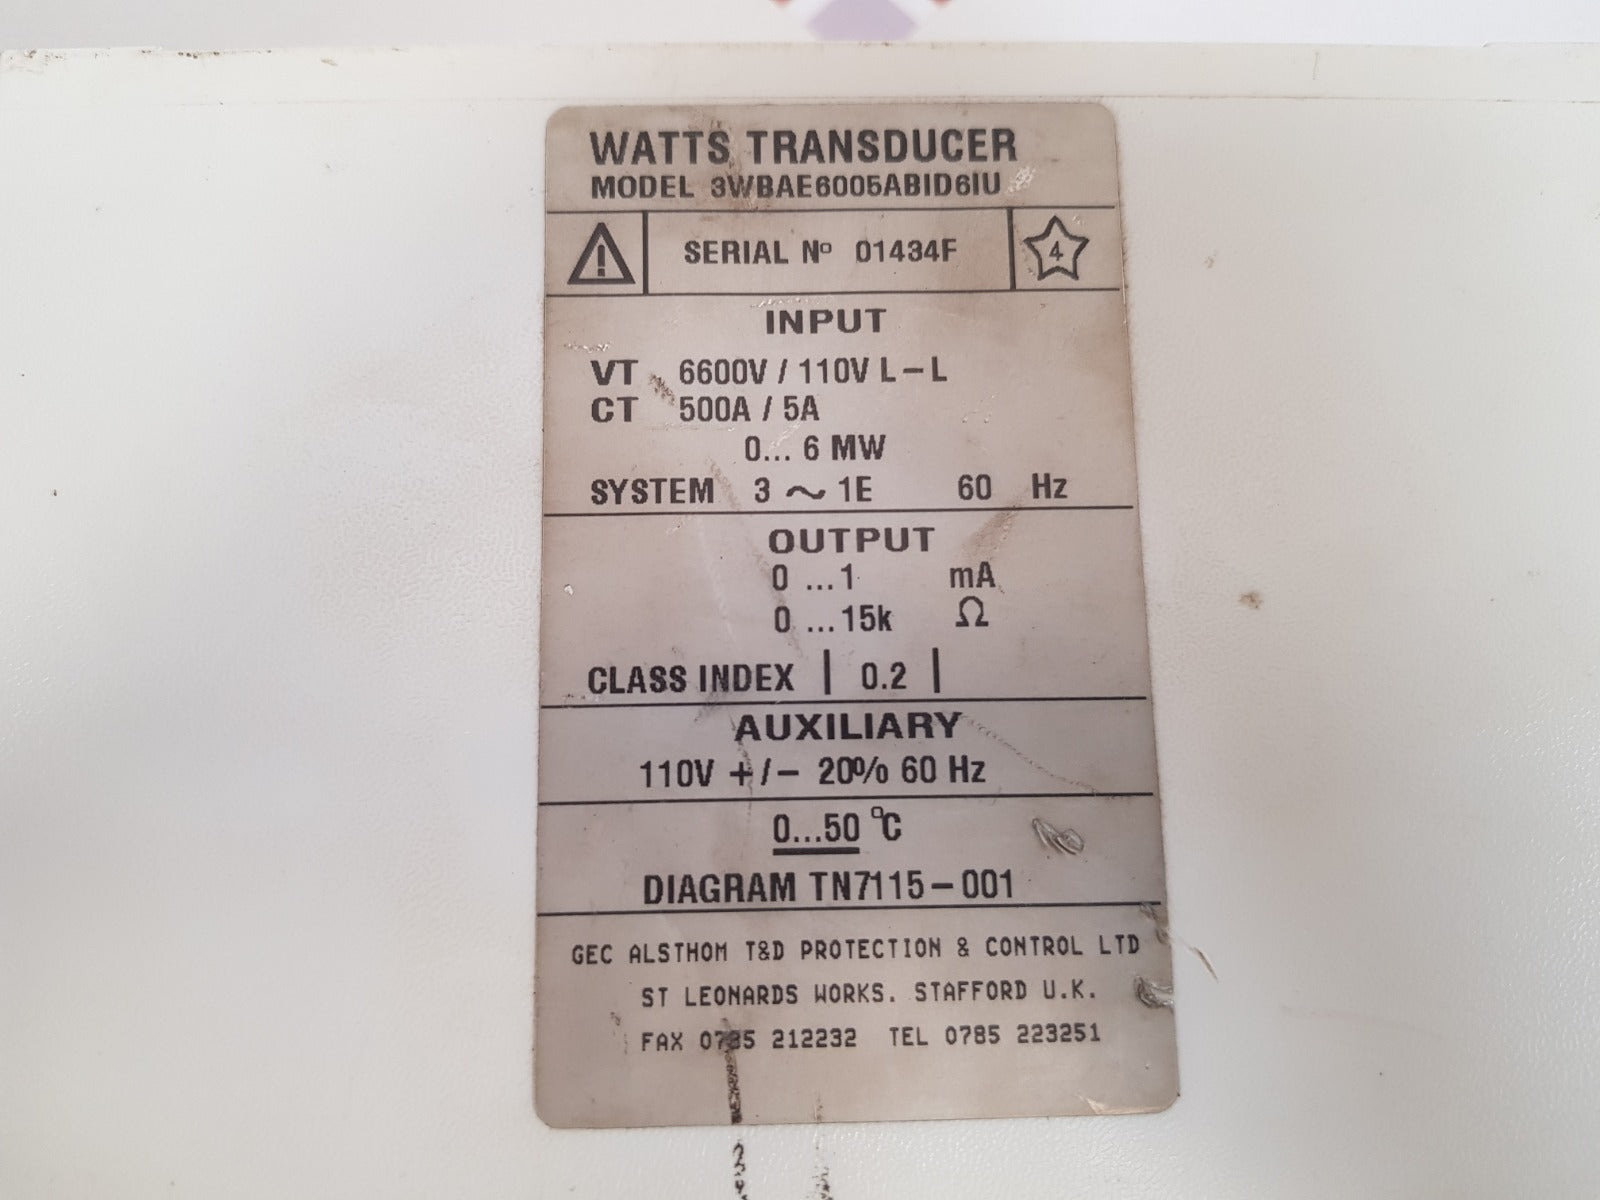 WATTS TRANSDUCER
MODEL 3WBAE6005ABID6IU
SERIAL Nº 01434F
4
INPUT
VT 6600V / 110V L – L
CT 500A / 5A
0... 6 MW
SYSTEM 3 ~ 1E 60 Hz
OUTPUT
0 ...1 mA
0 ...15k Ω
CLASS INDEX | 0.2 |
AUXILIARY
110V +/– 20% 60 Hz
0...50 °C
DIAGRAM TN7115–001
GEC ALSTHOM T&D PROTECTION & CONTROL LTD
ST LEONARDS WORKS. STAFFORD U.K.
FAX 0785 212232 TEL 0785 223251